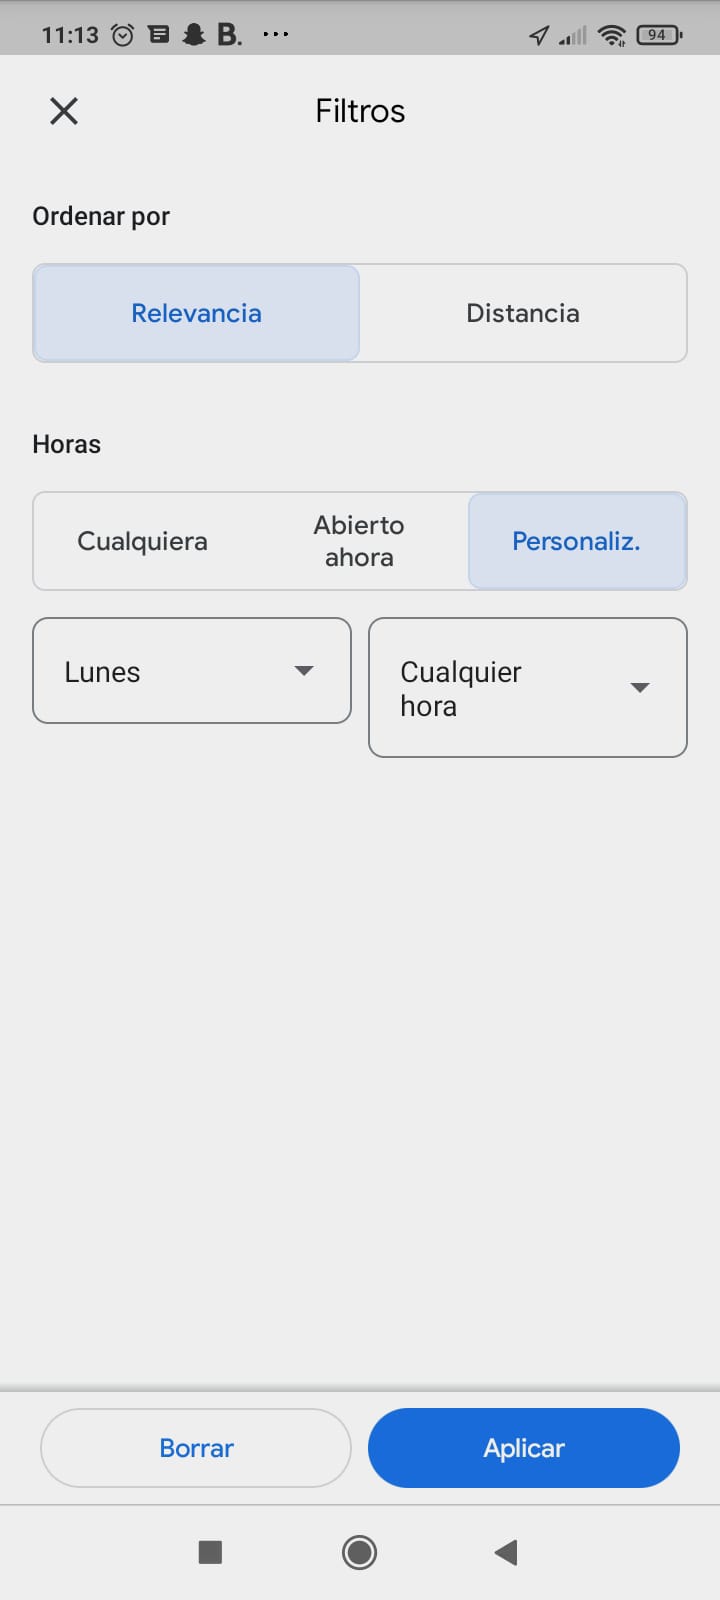 11:13 B. ... 94
Filtros
Ordenar por
Relevancia Distancia
Horas
Cualquiera Abierto ahora Personaliz.
Lunes Cualquier hora
Borrar Aplicar